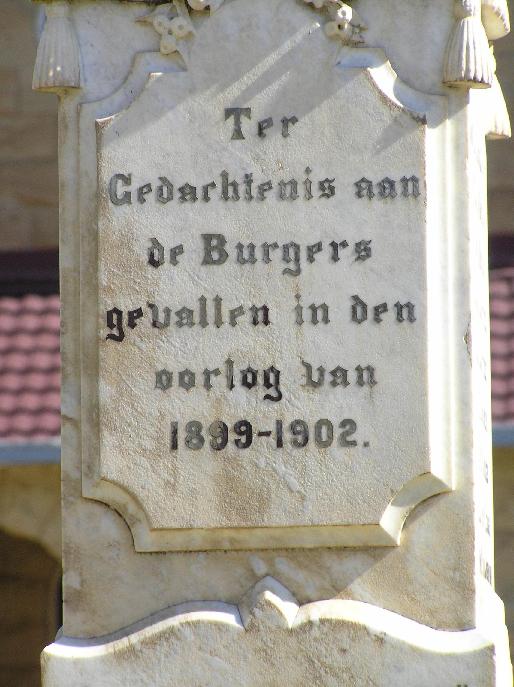 Ter
Gedachtenis aan
de Burgers
gevallen in den
oorlog van
1899-1902.